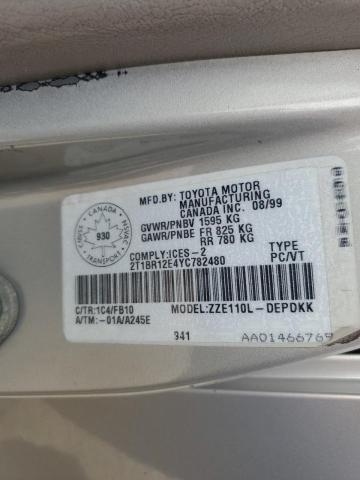 MFD.BY: TOYOTA MOTOR
MANUFACTURING
CANADA INC. 08/99
GVWR/PNBV 1595 KG
GAWR/PNBE FR 825 KG
RR 780 KG
COMPLY:ICES-2
TYPE
2T1BR12E4YC782480
PC/VT
C/TR:1C4/FB10
MODEL:ZZE110L-DEPDKK
A/TM:-01A/A245E
941
AA01466769
CANADA
930
TRANSPORT